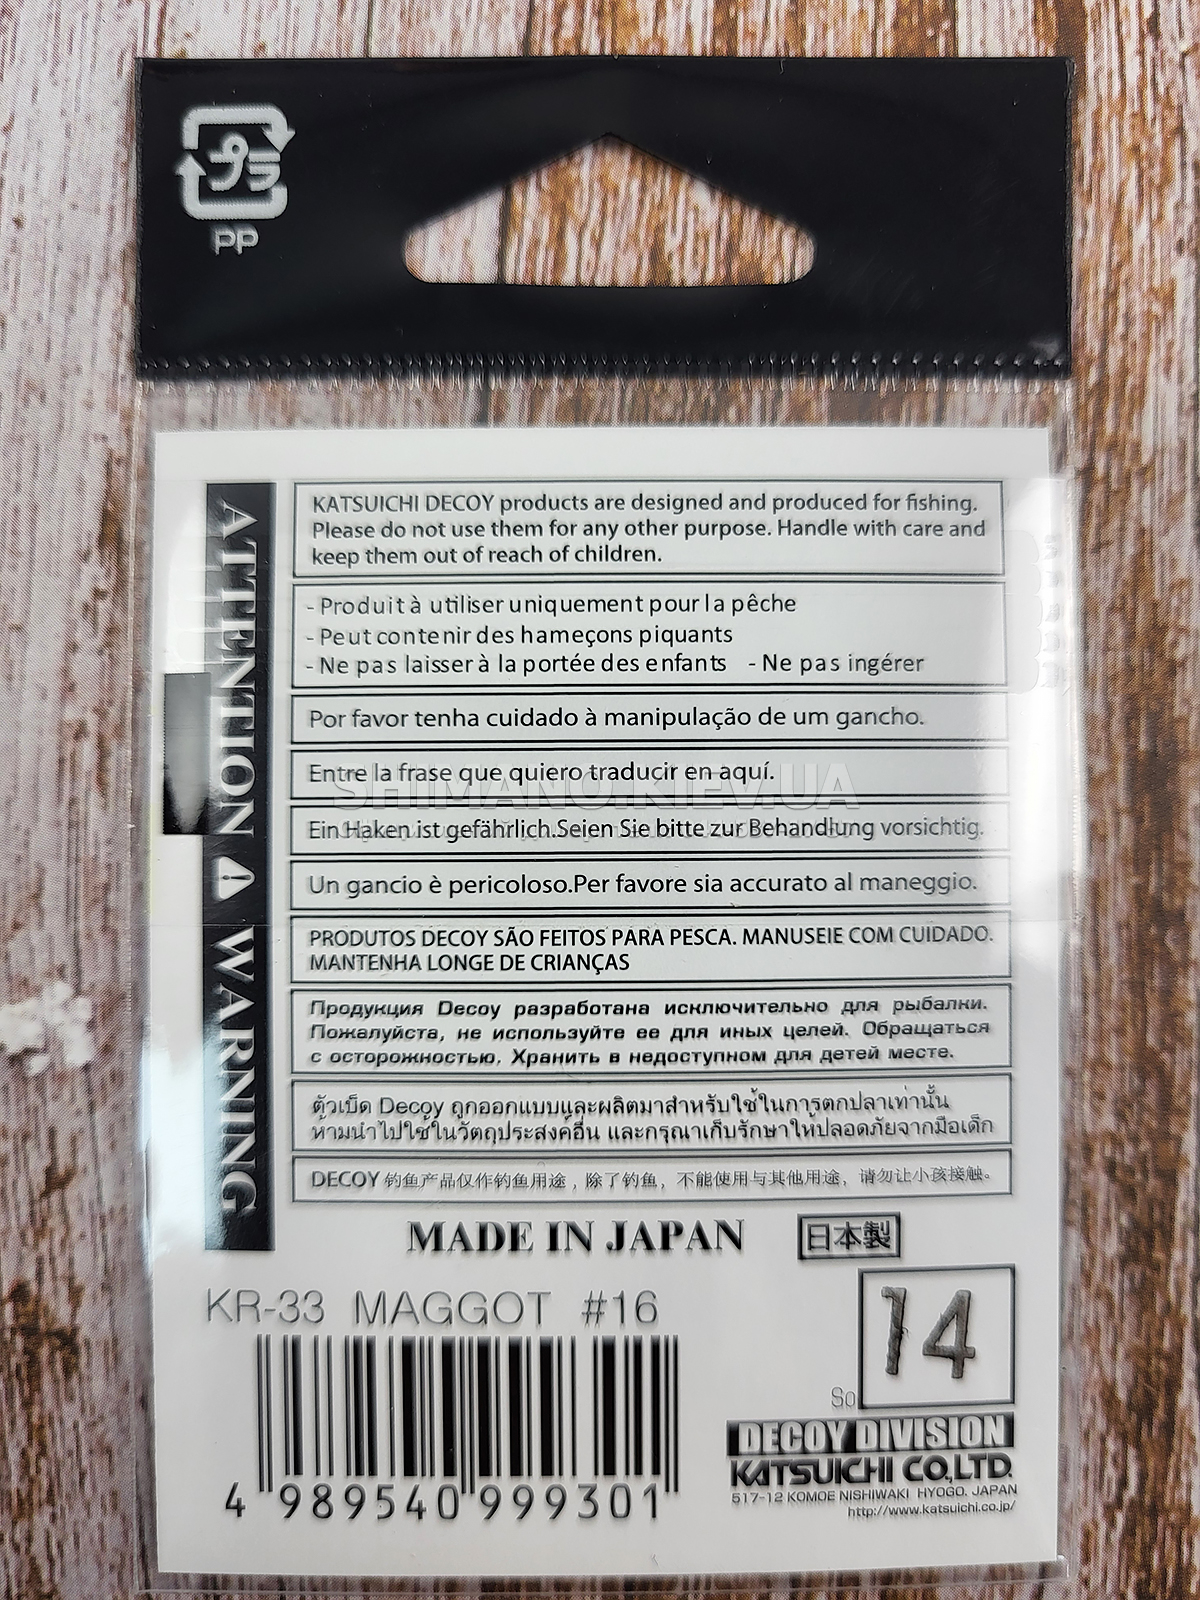 プラ
PP
ATTENTION ! WARNING
KATSUICHI DECOY products are designed and produced for fishing.
Please do not use them for any other purpose. Handle with care and
keep them out of reach of children.
- Produit à utiliser uniquement pour la pêche
- Peut contenir des hameçons piquants
- Ne pas laisser à la portée des enfants - Ne pas ingérer
Por favor tenha cuidado à manipulação de um gancho.
Entre la frase que quiero traducir en aquí.
SHIMANO.KIEV.UA
Ein Haken ist gefährlich.Seien Sie bitte zur Behandlung vorsichtig.
Un gancio è pericoloso.Per favore sia accurato al maneggio.
PRODUTOS DECOY SÃO FEITOS PARA PESCA. MANUSEIE COM CUIDADO.
MANTENHA LONGE DE CRIANÇAS
Продукция Decoy разработана исключительно для рыбалки.
Пожалуйста, не используйте ее для иных целей. Обращаться
с осторожностью. Хранить в недоступном для детей месте.
ตัวเบ็ด Decoy ถูกออกแบบและผลิตมาสำหรับใช้ในการตกปลาเท่านั้น
ห้ามนำไปใช้ในวัตถุประสงค์อื่น และกรุณาเก็บรักษาให้ปลอดภัยจากมือเด็ก
DECOY 钓鱼产品仅作钓鱼用途，除了钓鱼，不能使用与其他用途，请勿让小孩接触。
MADE IN JAPAN 日本製
KR-33 MAGGOT #16
14
So
4 989540 999301
DECOY DIVISION
KATSUICHI CO.,LTD.
517-12 KOMOE NISHIWAKI HYOGO. JAPAN
http://www.katsuichi.co.jp/